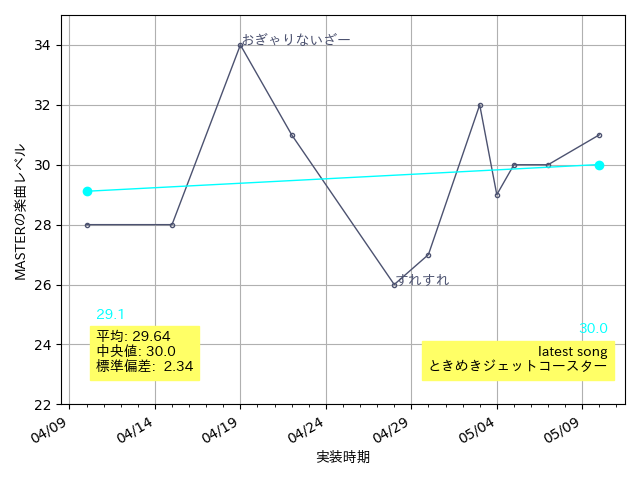 MASTERの楽曲レベル
34
32
30
28
26
24
22
おぎゃりないざー
すれすれ
29.1
平均: 29.64
中央値: 30.0
標準偏差: 2.34
30.0
latest song
ときめきジェットコースター
04/09
04/14
04/19
04/24
04/29
05/04
05/09
実装時期